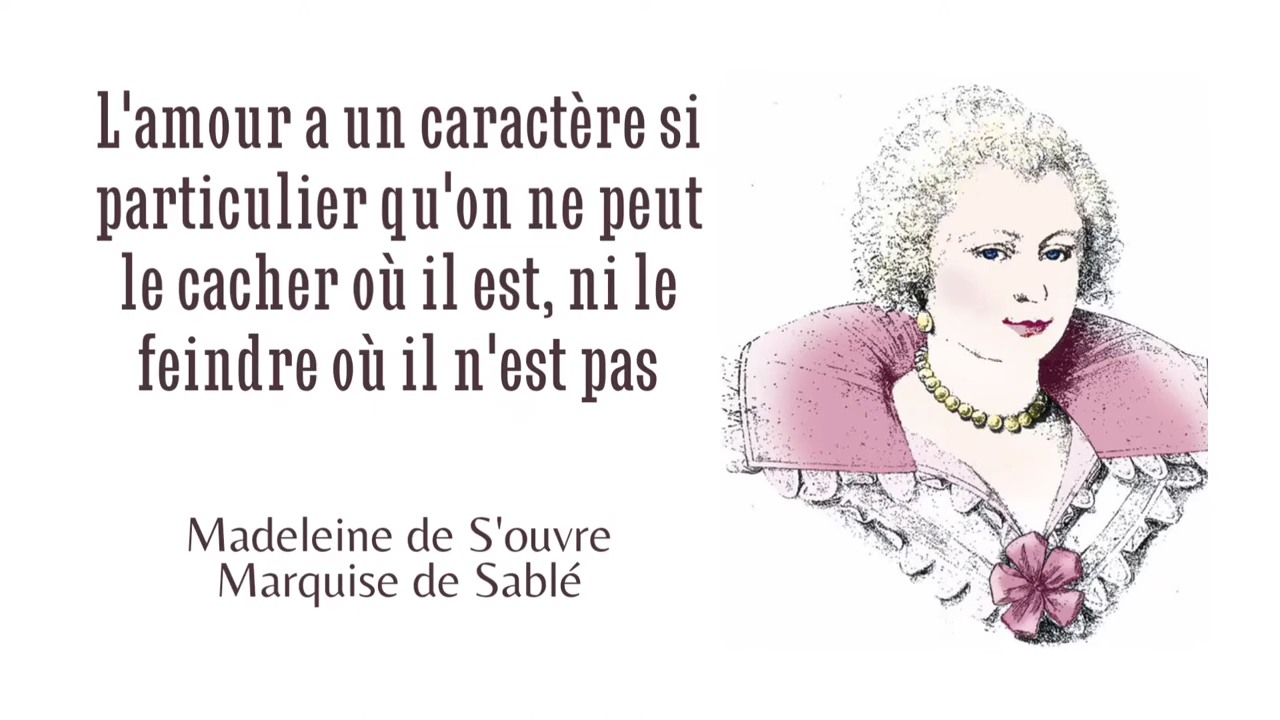 L'amour a un caractère si
particulier qu'on ne peut
le cacher où il est, ni le
feindre où il n'est pas
Madeleine de S'ouvre
Marquise de Sablé